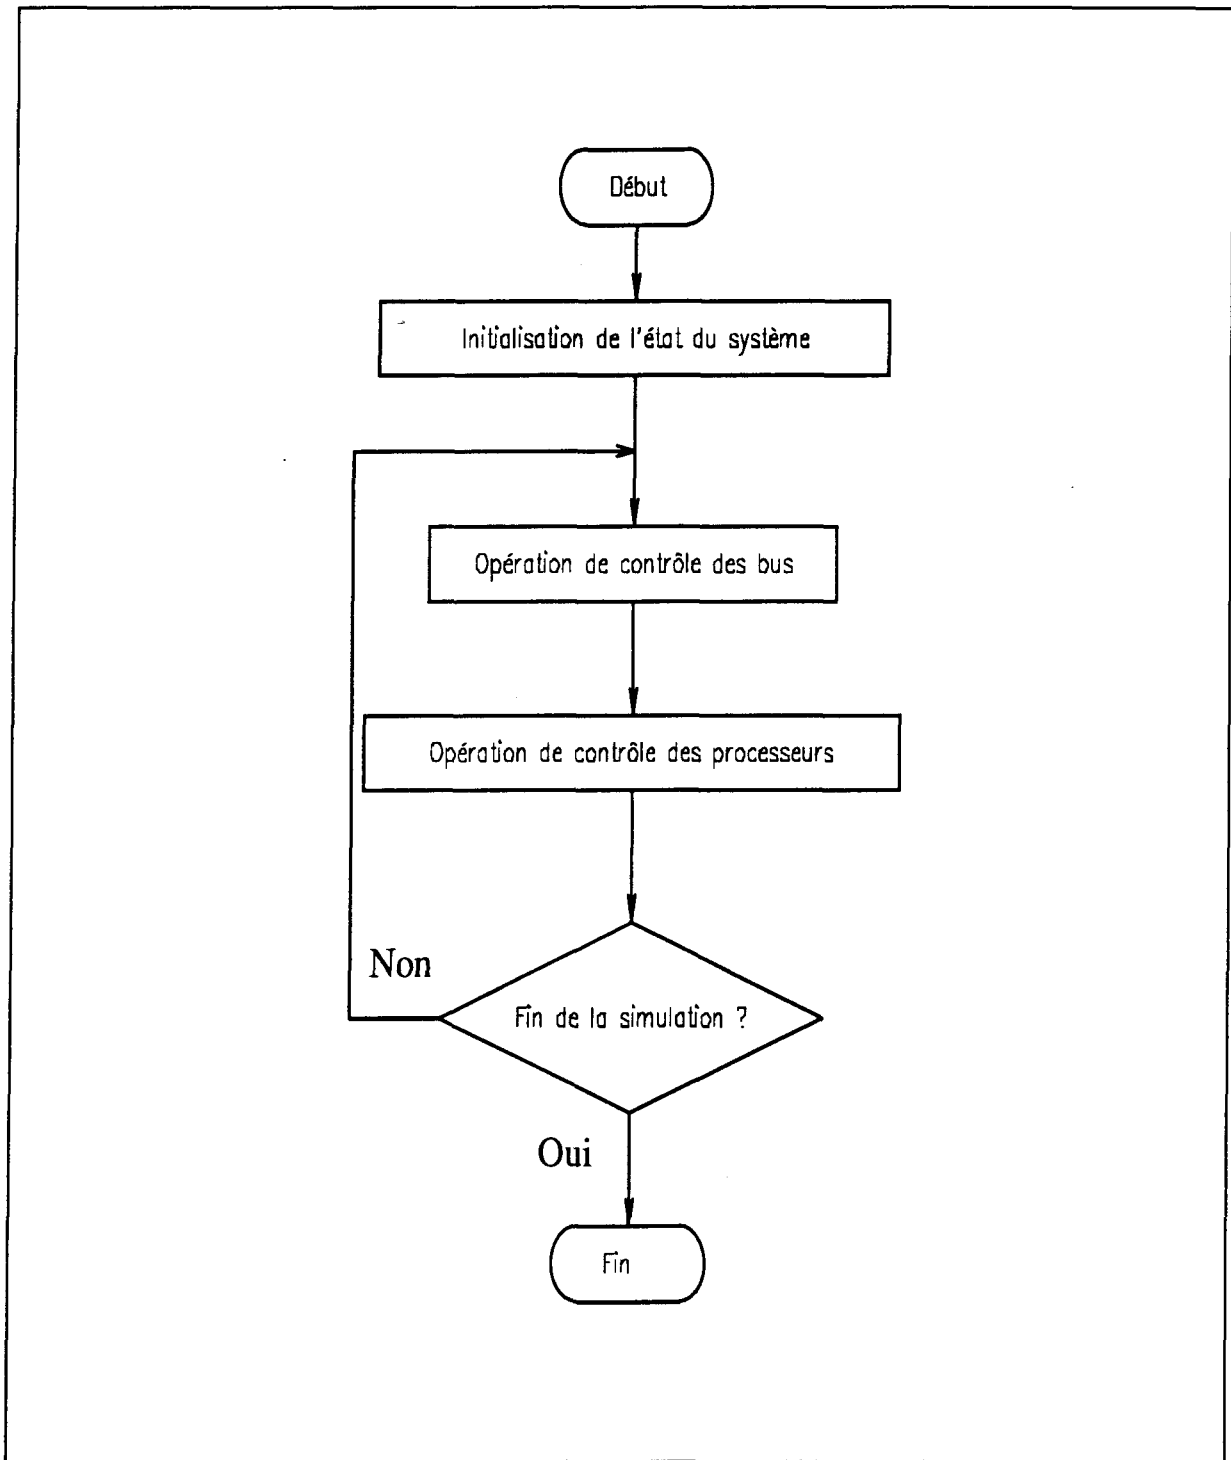 Début
Initialisation de l'état du système
Opération de contrôle des bus
Opération de contrôle des processeurs
Non
Fin de la simulation ?
Oui
Fin